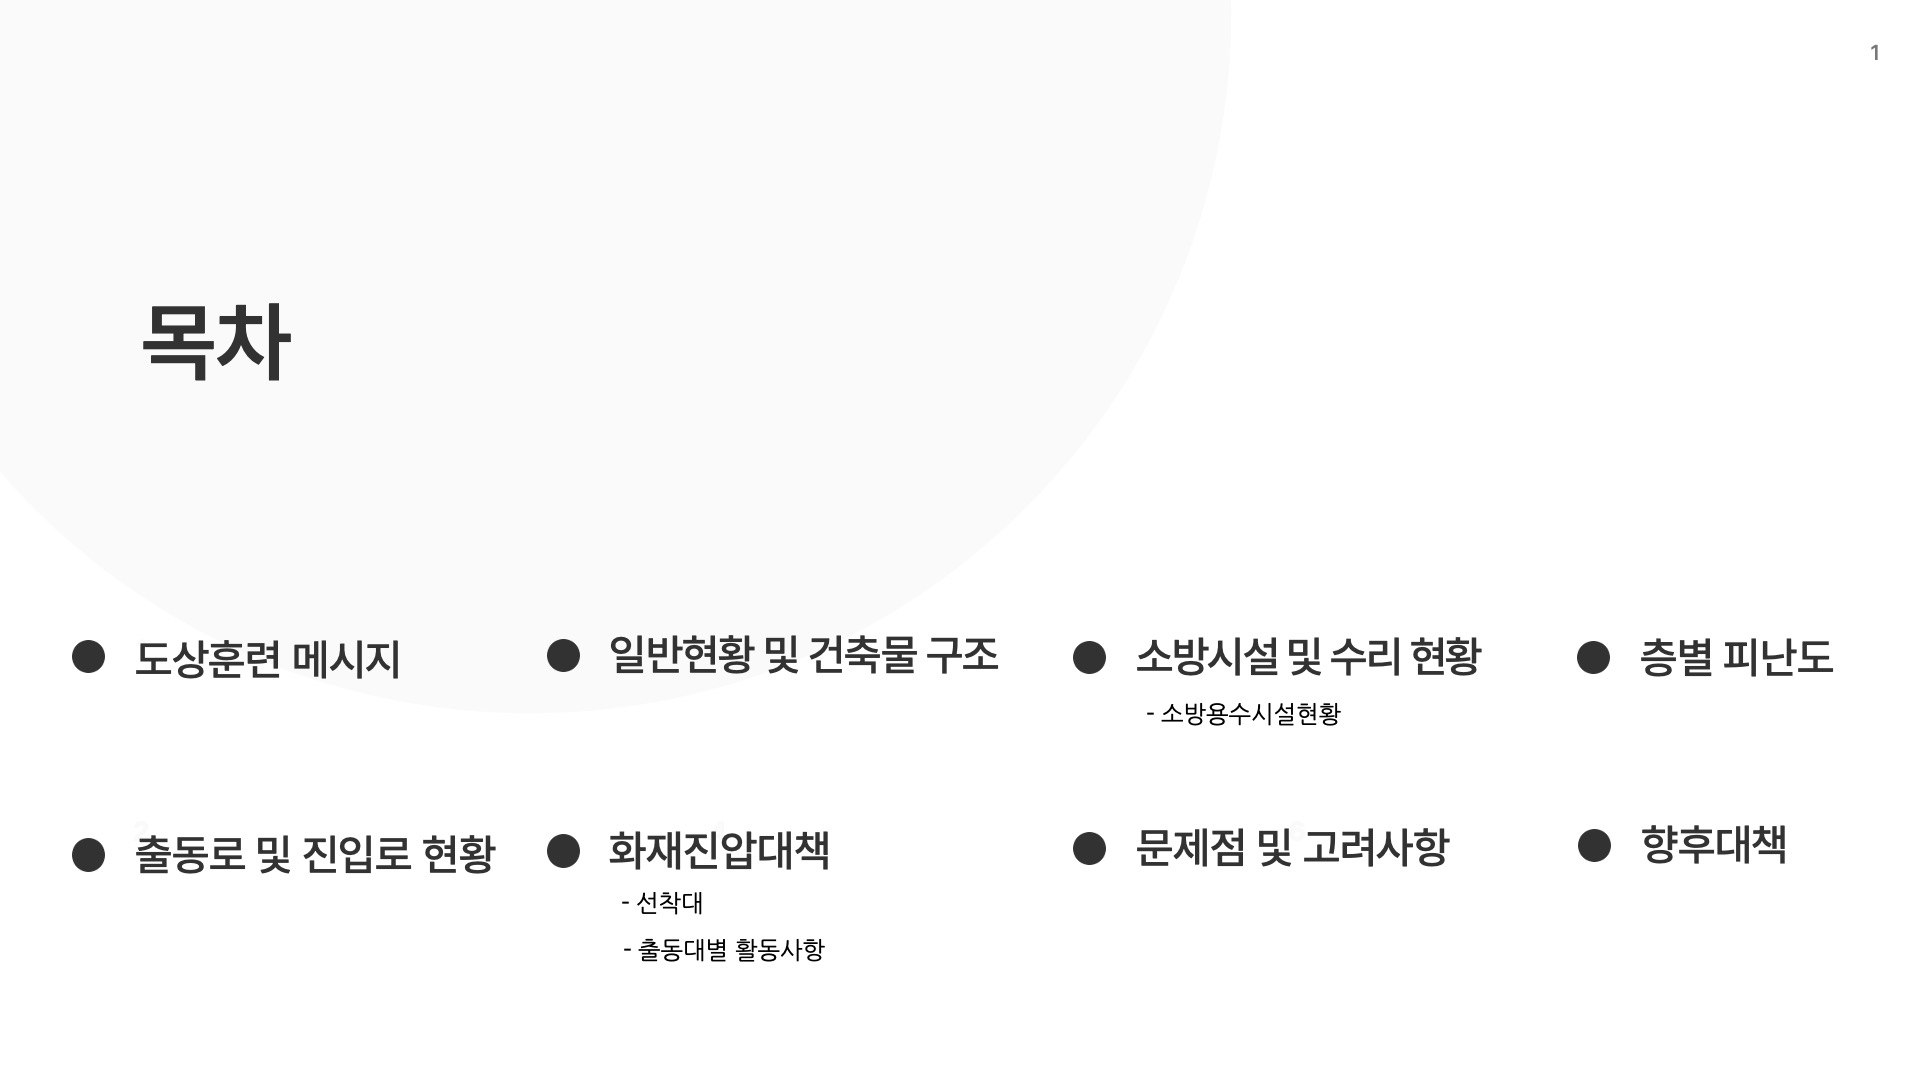 1
목차
도상훈련 메시지
일반현황 및 건축물 구조
소방시설 및 수리 현황
- 소방용수시설현황
층별 피난도
출동로 및 진입로 현황
화재진압대책
- 선착대
- 출동대별 활동사항
문제점 및 고려사항
향후대책